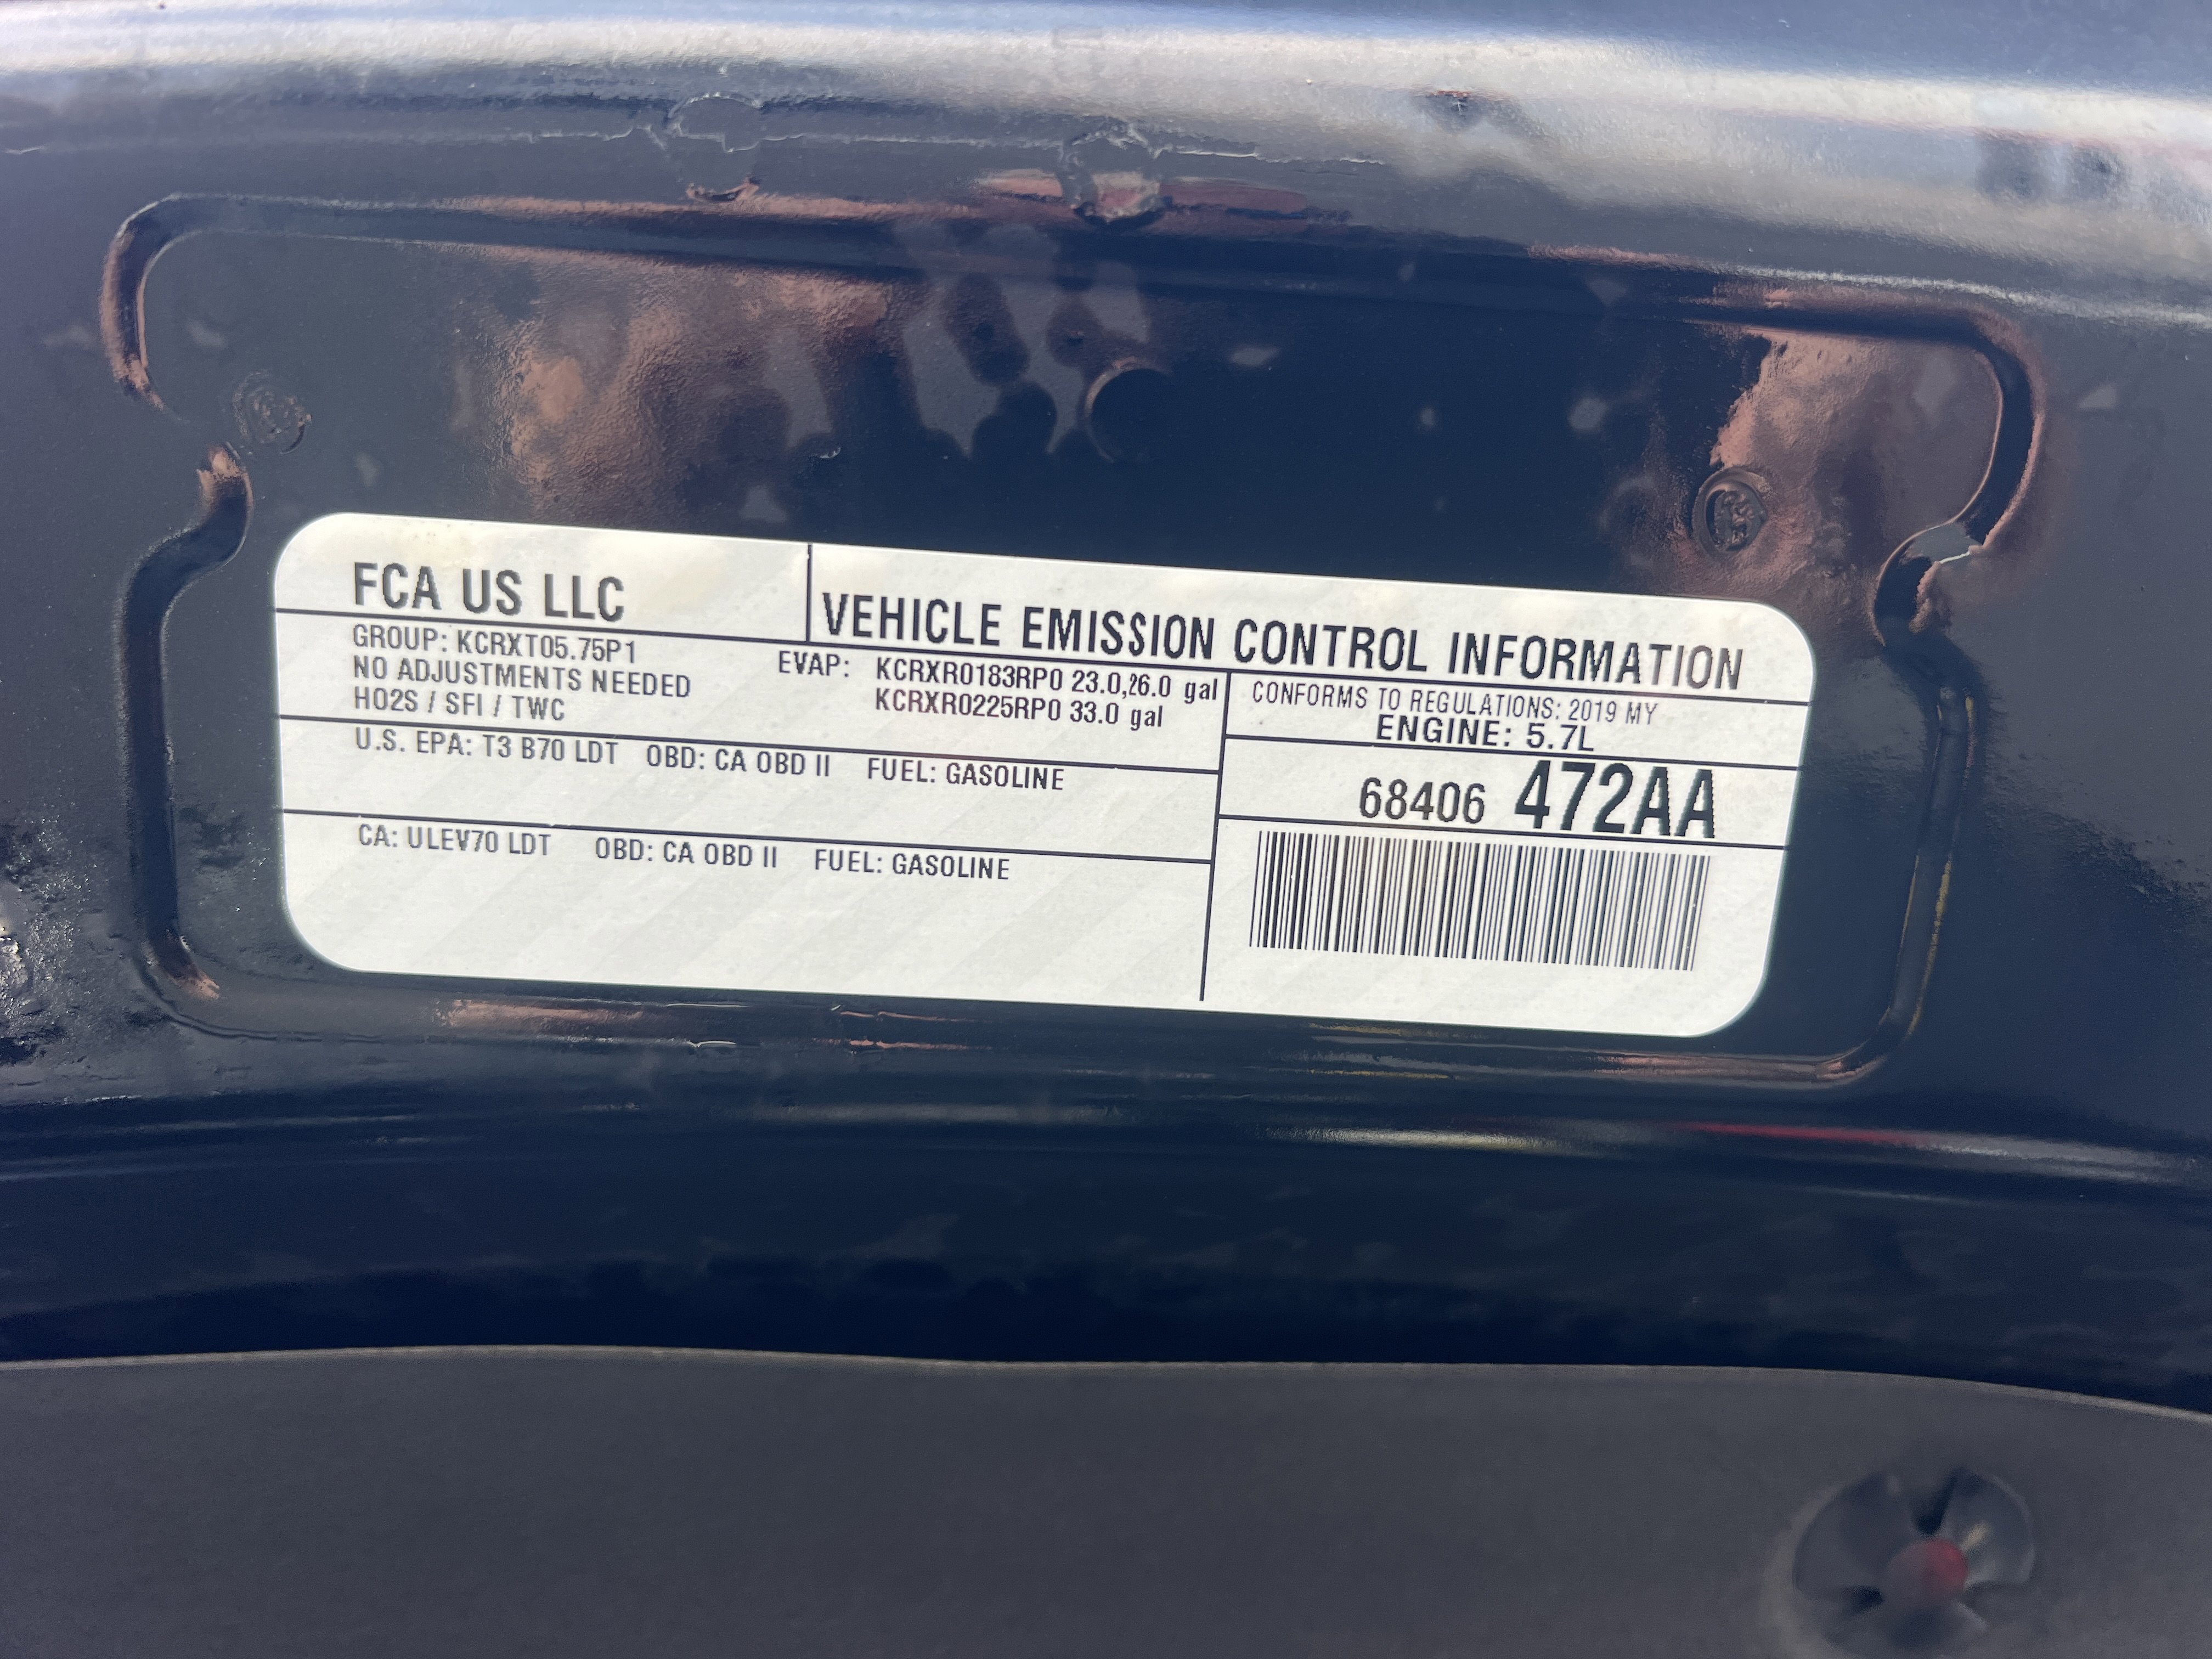 FCA US LLC
VEHICLE EMISSION CONTROL INFORMATION
GROUP: KCRXT05.75P1
NO ADJUSTMENTS NEEDED
HO2S / SFI / TWC
EVAP: KCRXR0183RP0 23.0,26.0 gal
KCRXR0225RP0 33.0 gal
CONFORMS TO REGULATIONS: 2019 MY
ENGINE: 5.7L
U.S. EPA: T3 B70 LDT OBD: CA OBD II FUEL: GASOLINE
68406 472AA
CA: ULEV70 LDT OBD: CA OBD II FUEL: GASOLINE